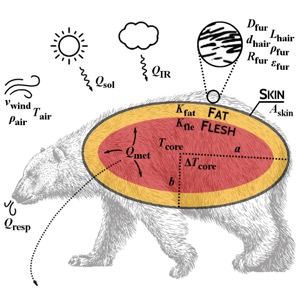 D_fur L_hair
d_hair ρ_fur
R_fur ε_fur
Q_sol
Q_IR
v_wind T_air
ρ_air
SKIN
A_skin
K_fat FAT
K_fle FLESH
Q_met
T_core
a
ΔT_core
b
Q_resp